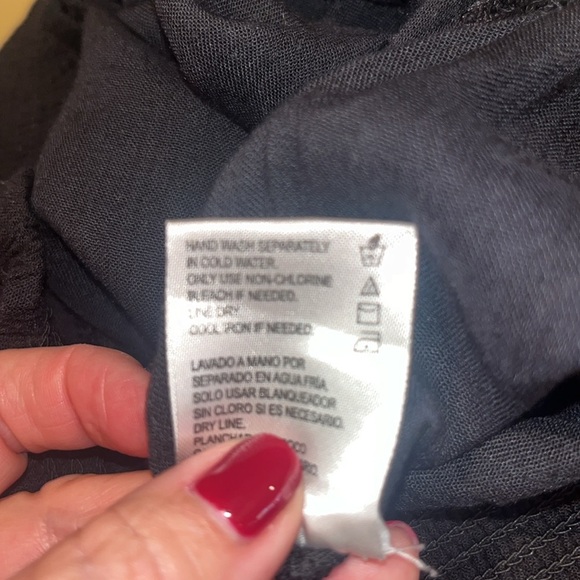 HAND WASH SEPARATELY
IN COLD WATER.
ONLY USE NON-CHLORINE
BLEACH IF NEEDED.
LINE DRY.
COOL IRON IF NEEDED.
LAVADO A MANO POR
SEPARADO EN AGUA FRÍA.
SOLO USAR BLANQUEADOR
SIN CLORO SI ES NECESARIO.
DRY LINE.